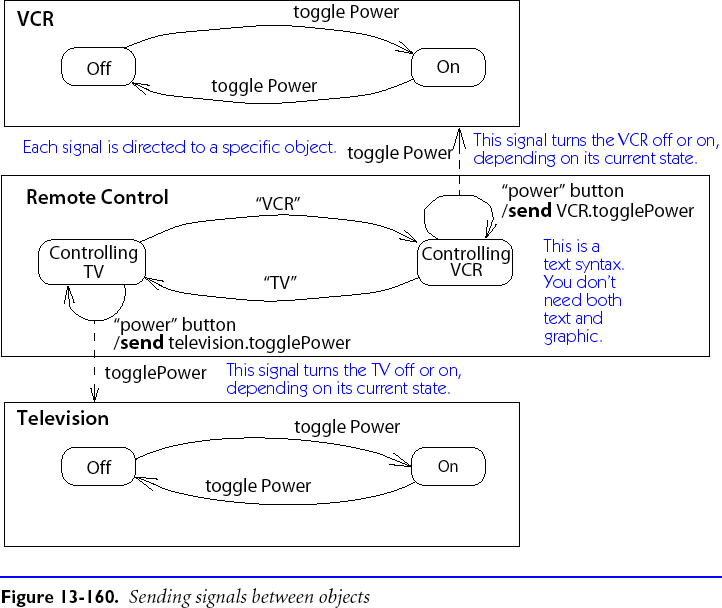 VCR
toggle Power
Off
On
toggle Power
Each signal is directed to a specific object.
toggle Power
This signal turns the VCR off or on,
depending on its current state.
Remote Control
“VCR”
“power” button
/send VCR.togglePower
Controlling
TV
Controlling
VCR
“TV”
This is a
text syntax.
You don’t
need both
text and
graphic.
“power” button
/send television.togglePower
togglePower
This signal turns the TV off or on,
depending on its current state.
Television
toggle Power
Off
On
toggle Power
Figure 13-160. Sending signals between objects